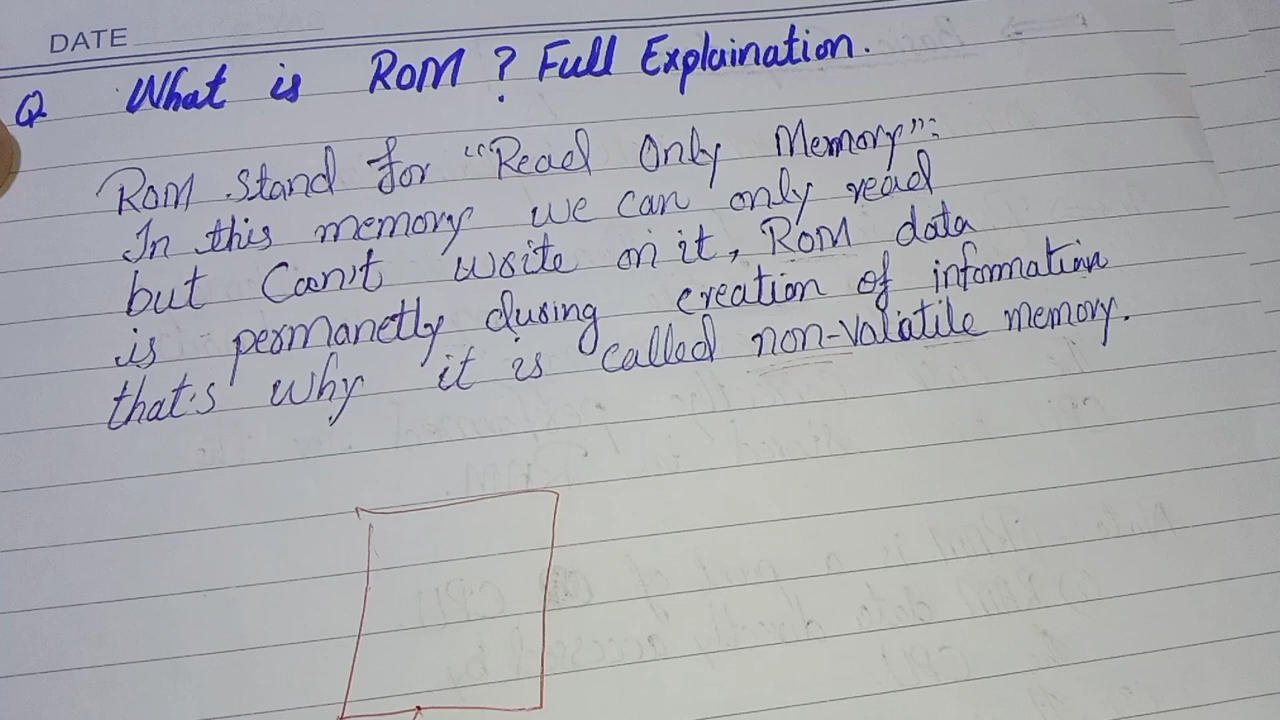 DATE
Q What is ROM ? Full Explaination.
ROM stand for "Read Only Memory":
In this memory we can only read
but Can't write on it, ROM data
is permanetly during creation of information
that's why it is called non-valatile memory.